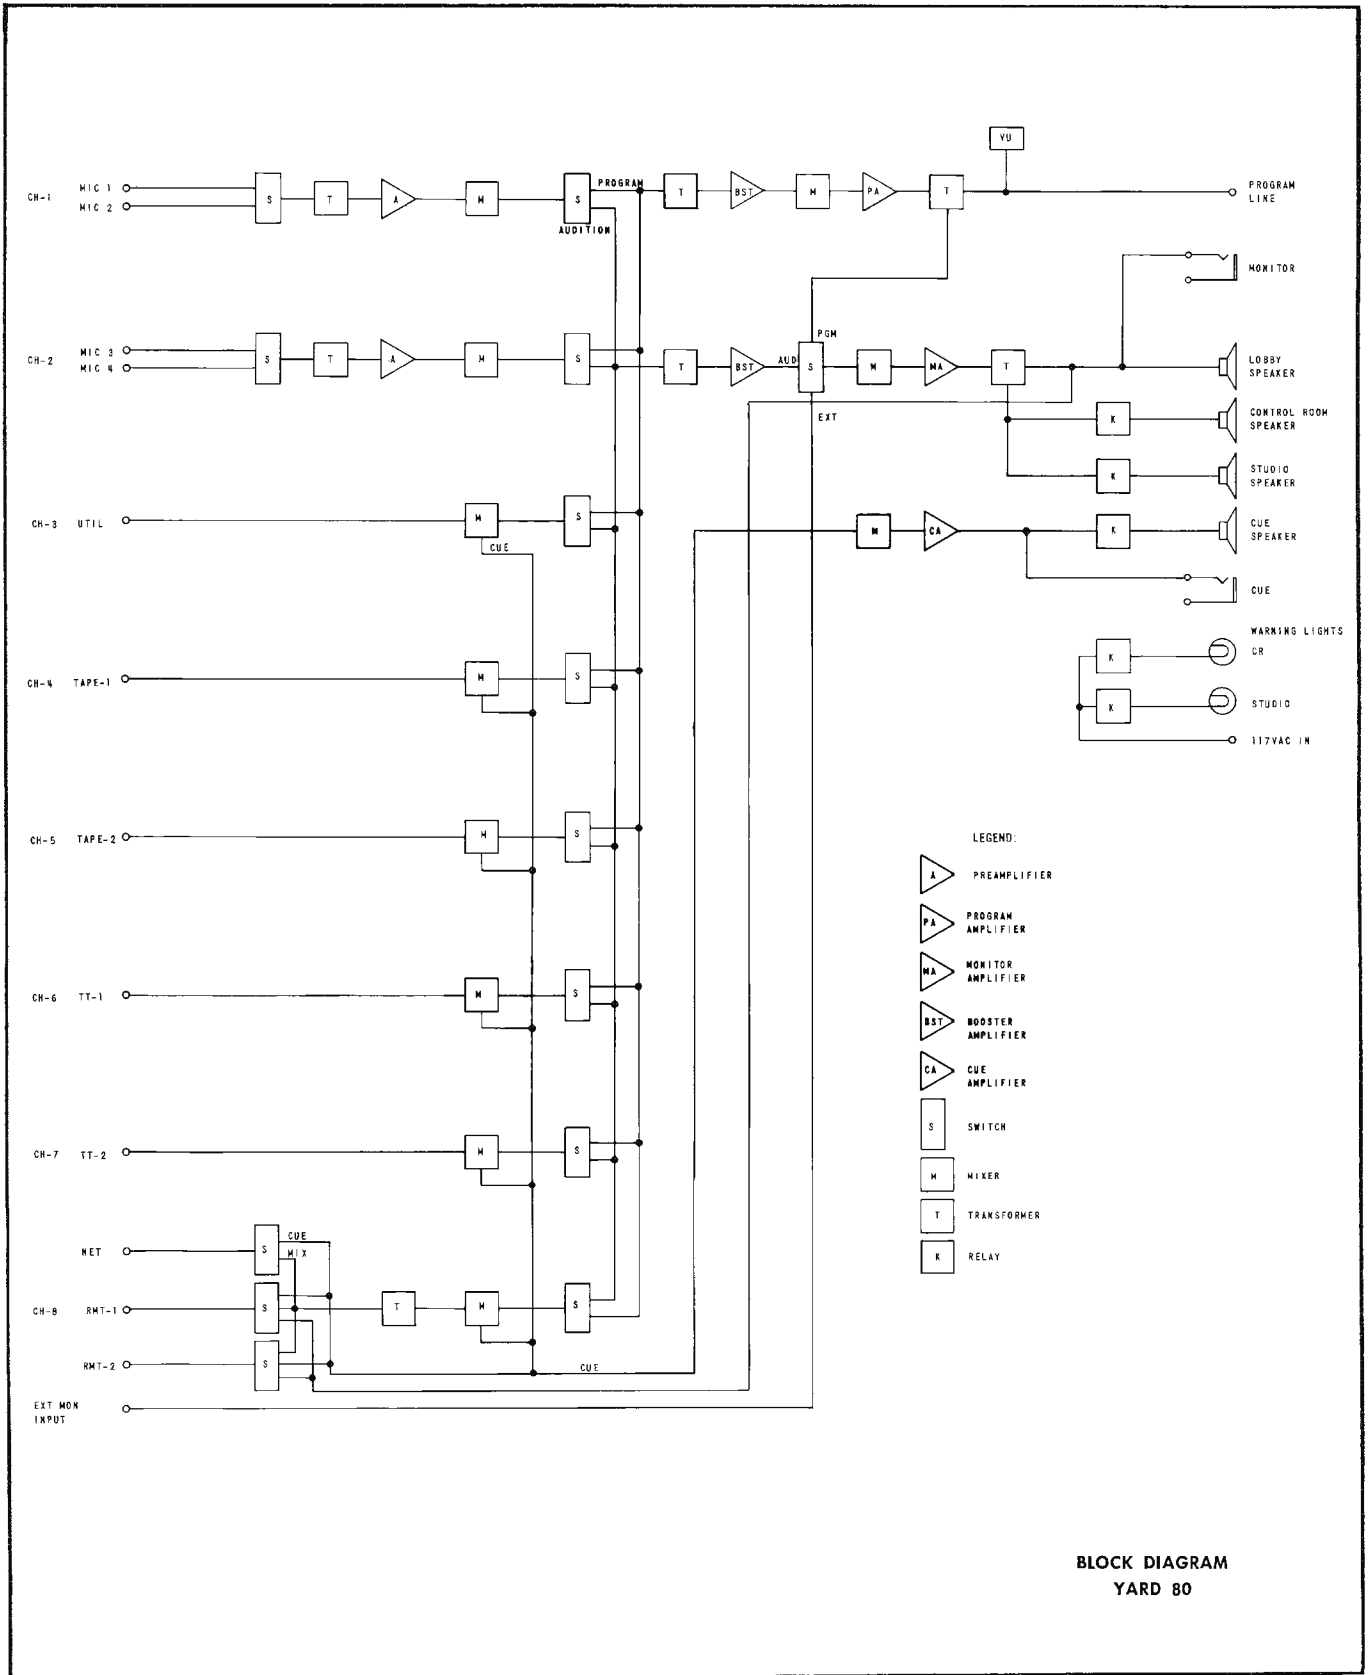 VU
CH-1 MIC 1 S T A M S PROGRAM T BST M PA T PROGRAM
MIC 2 LINE
AUDITION
MONITOR
PGM
CH-2 MIC 3 S T A M S T BST AUD S M MA T LOBBY
MIC 4 SPEAKER
EXT K CONTROL ROOM
SPEAKER
K STUDIO
SPEAKER
CH-3 UTIL M S M CA K CUE
CUE SPEAKER
CUE
WARNING LIGHTS
K CR
CH-4 TAPE-1 M S
K STUDIO
117VAC IN
CH-5 TAPE-2 M S
LEGEND:
A PREAMPLIFIER
PA PROGRAM
AMPLIFIER
MA MONITOR
AMPLIFIER
CH-6 TT-1 M S
BST BOOSTER
AMPLIFIER
CA CUE
AMPLIFIER
S SWITCH
CH-7 TT-2 M S
M MIXER
T TRANSFORMER
NET S CUE
MIX
K RELAY
CH-8 RMT-1 S T M S
RMT-2 S CUE
EXT MON
INPUT
BLOCK DIAGRAM
YARD 80